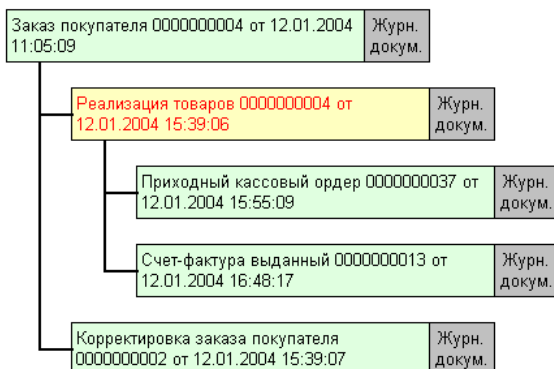 Заказ покупателя 0000000004 от 12.01.2004
11:05:09
Журн.
докум.
Реализация товаров 0000000004 от
12.01.2004 15:39:06
Журн.
докум.
Приходный кассовый ордер 0000000037 от
12.01.2004 15:55:09
Журн.
докум.
Счет-фактура выданный 0000000013 от
12.01.2004 16:48:17
Журн.
докум.
Корректировка заказа покупателя
0000000002 от 12.01.2004 15:39:07
Журн.
докум.